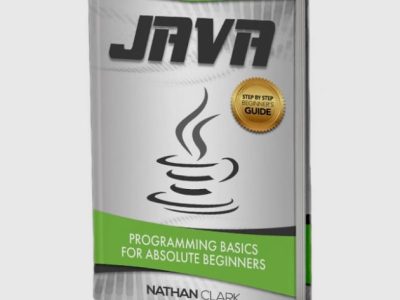 JAVA
STEP BY STEP
BEGINNER'S
GUIDE
PROGRAMMING BASICS
FOR ABSOLUTE BEGINNERS
NATHAN CLARK